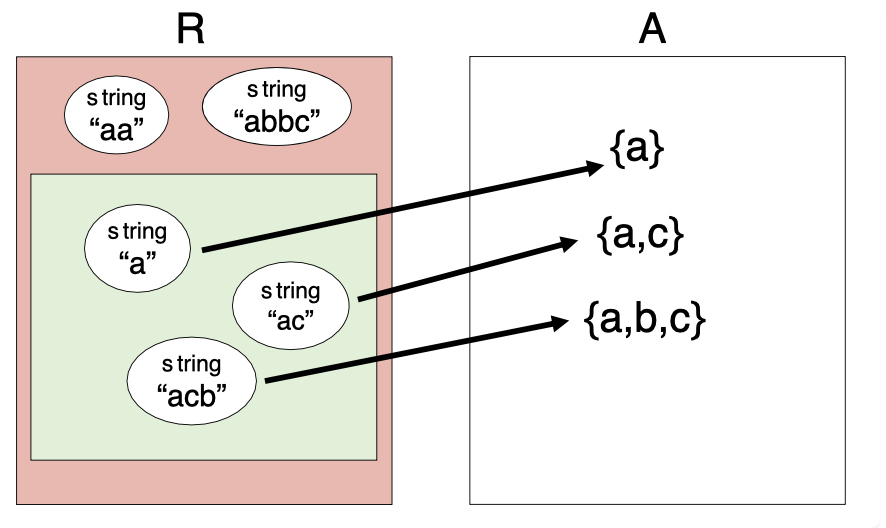 R
A
string
“aa”
string
“abbc”
string
“a”
string
“ac”
string
“acb”
{a}
{a,c}
{a,b,c}